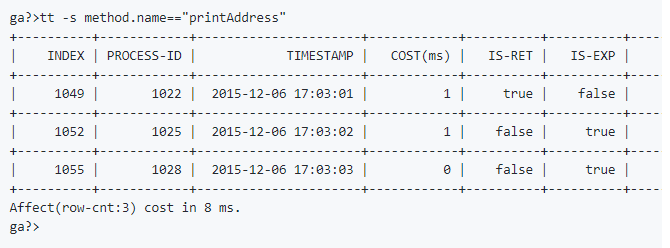 ga?>tt -s method.name=="printAddress"
+----------+------------+----------------------+----------+----------+----------+----
|    INDEX | PROCESS-ID |            TIMESTAMP | COST(ms) |   IS-RET |   IS-EXP |
+----------+------------+----------------------+----------+----------+----------+----
|     1049 |       1022 |  2015-12-06 17:03:01 |        1 |     true |    false |
+----------+------------+----------------------+----------+----------+----------+----
|     1052 |       1025 |  2015-12-06 17:03:02 |        1 |    false |     true |
+----------+------------+----------------------+----------+----------+----------+----
|     1055 |       1028 |  2015-12-06 17:03:03 |        0 |    false |     true |
+----------+------------+----------------------+----------+----------+----------+----
Affect(row-cnt:3) cost in 8 ms.
ga?>